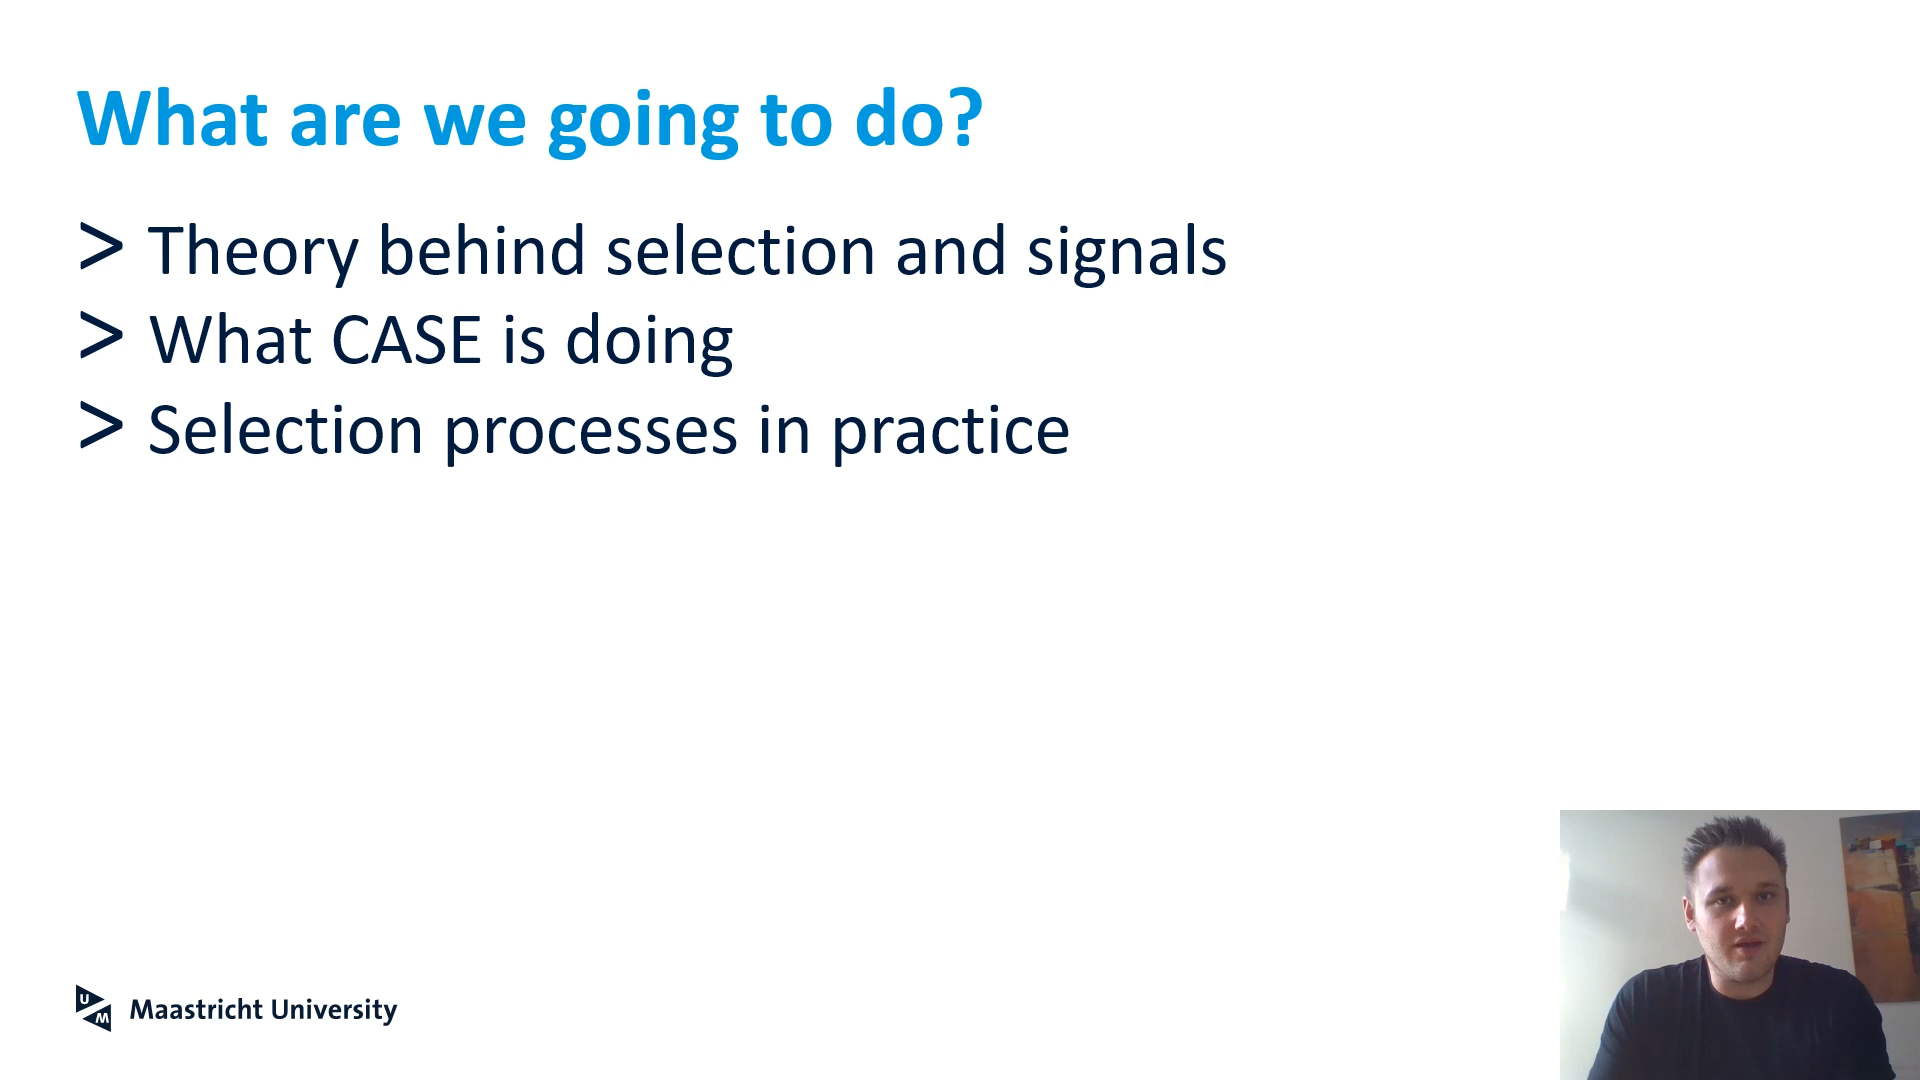 What are we going to do?
> Theory behind selection and signals
> What CASE is doing
> Selection processes in practice
UM Maastricht University